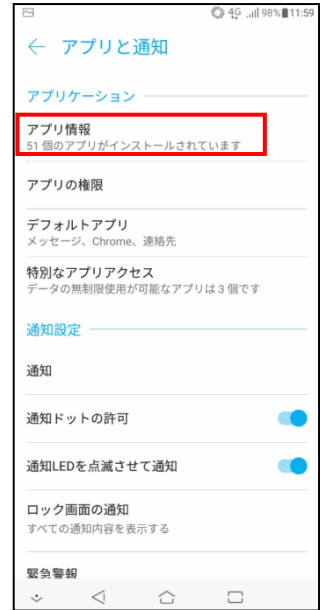 4G 98% 11:59
アプリと通知
アプリケーション
アプリ情報
51 個のアプリがインストールされています
アプリの権限
デフォルトアプリ
メッセージ、Chrome、連絡先
特別なアプリアクセス
データの無制限使用が可能なアプリは 3 個です
通知設定
通知
通知ドットの許可
通知LEDを点滅させて通知
ロック画面の通知
すべての通知内容を表示する
緊急警報